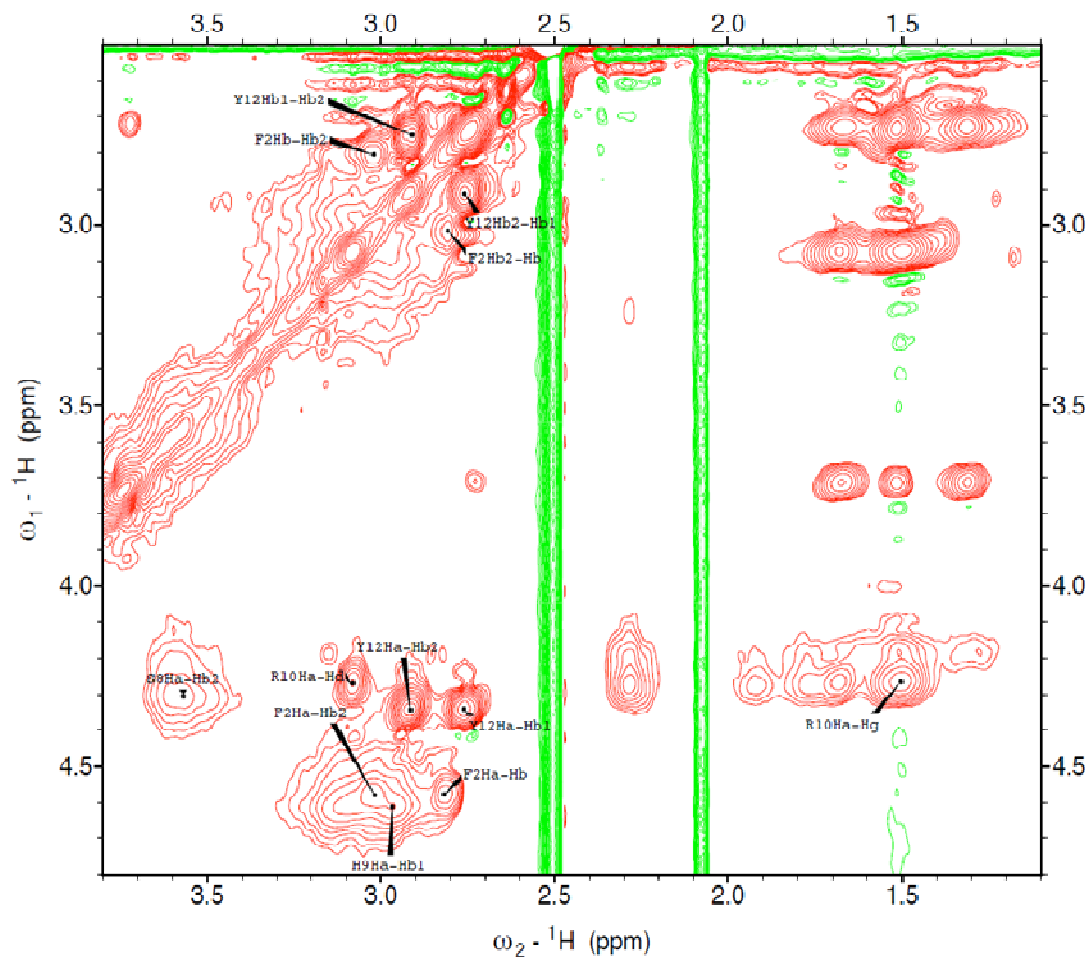 3.5 3.0 2.5 2.0 1.5
Y12Hb1-Hb2
F2Hb-Hb2
3.0 3.0
Y12Hb2-Hb1
F2Hb2-Hb
3.5 3.5
ω1 - 1H (ppm)
4.0 4.0
Y12Ha-Hb2
R10Ha-Hd
S8Ha-Hb2
F2Ha-Hb2
Y12Ha-Hb1
R10Ha-Hg
4.5 4.5
F2Ha-Hb
H9Ha-Hb1
3.5 3.0 2.5 2.0 1.5
ω2 - 1H (ppm)